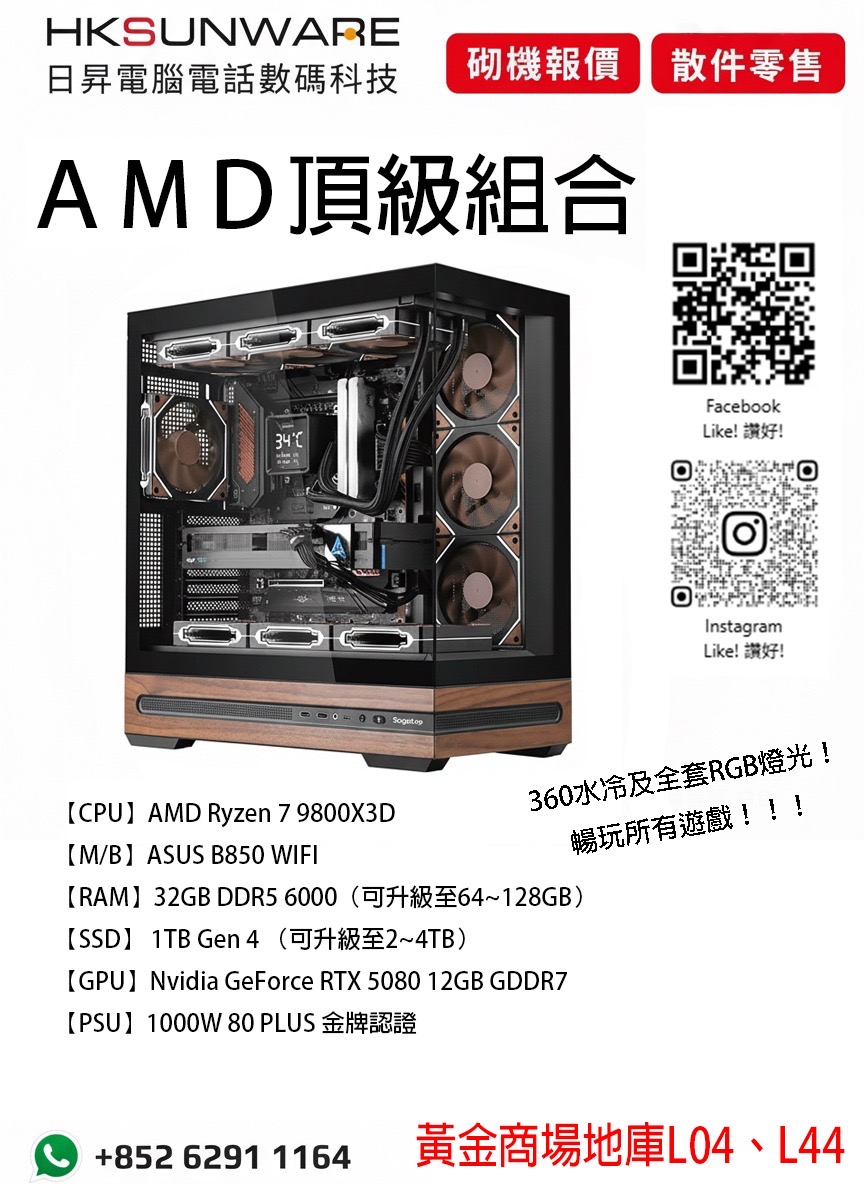 HKSUNWARE
日昇電腦電話數碼科技
砌機報價
散件零售
AMD頂級組合
34℃
Facebook
Like! 讚好!
Instagram
Like! 讚好!
360水冷及全套RGB燈光！
暢玩所有遊戲！！！
【CPU】AMD Ryzen 7 9800X3D
【M/B】ASUS B850 WIFI
【RAM】32GB DDR5 6000（可升級至64~128GB）
【SSD】 1TB Gen 4 （可升級至2~4TB）
【GPU】Nvidia GeForce RTX 5080 12GB GDDR7
【PSU】1000W 80 PLUS 金牌認證
+852 6291 1164
黃金商場地庫L04、L44